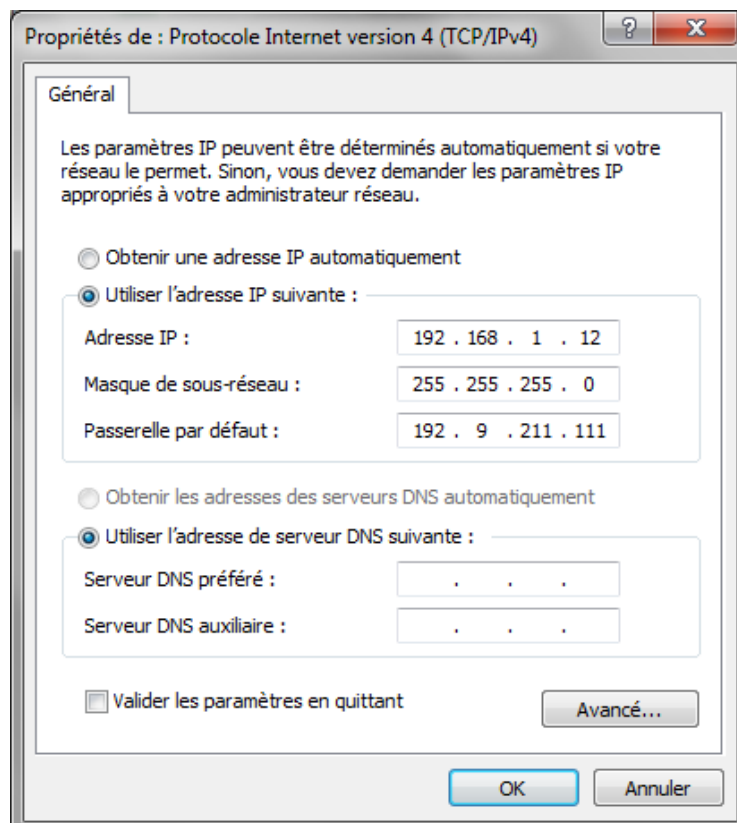 Propriétés de : Protocole Internet version 4 (TCP/IPv4)
Général
Les paramètres IP peuvent être déterminés automatiquement si votre
réseau le permet. Sinon, vous devez demander les paramètres IP
appropriés à votre administrateur réseau.
Obtenir une adresse IP automatiquement
Utiliser l'adresse IP suivante :
Adresse IP : 192 . 168 . 1 . 12
Masque de sous-réseau : 255 . 255 . 255 . 0
Passerelle par défaut : 192 . 9 . 211 . 111
Obtenir les adresses des serveurs DNS automatiquement
Utiliser l'adresse de serveur DNS suivante :
Serveur DNS préféré : . . .
Serveur DNS auxiliaire : . . .
Valider les paramètres en quittant
Avancé...
OK Annuler